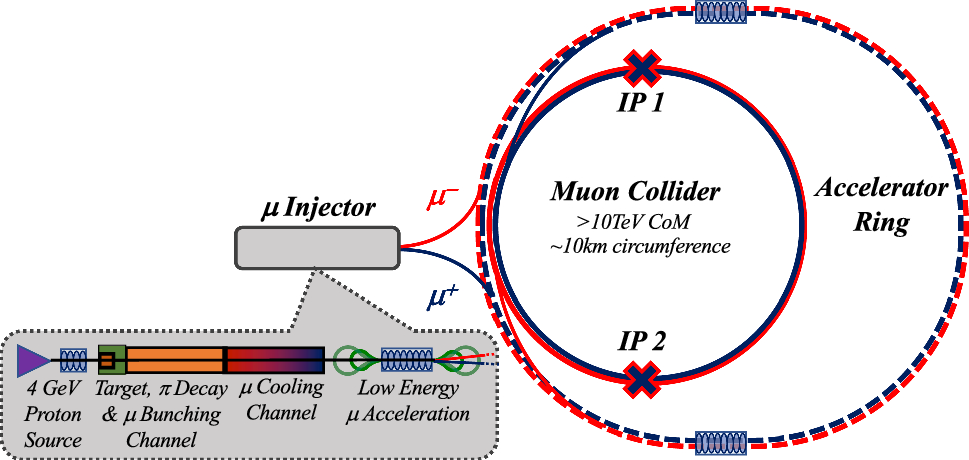 IP 1
μ⁻
μ Injector
Muon Collider
>10TeV CoM
~10km circumference
Accelerator
Ring
μ⁺
IP 2
4 GeV
Proton
Source
Target, π Decay
& μ Bunching
Channel
μ Cooling
Channel
Low Energy
μ Acceleration